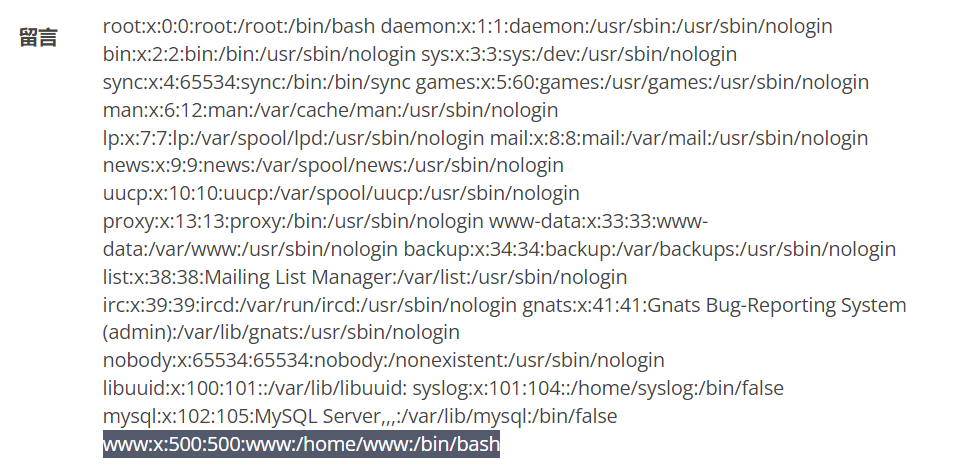 留言
root:x:0:0:root:/root:/bin/bash daemon:x:1:1:daemon:/usr/sbin:/usr/sbin/nologin
bin:x:2:2:bin:/bin:/usr/sbin/nologin sys:x:3:3:sys:/dev:/usr/sbin/nologin
sync:x:4:65534:sync:/bin:/bin/sync games:x:5:60:games:/usr/games:/usr/sbin/nologin
man:x:6:12:man:/var/cache/man:/usr/sbin/nologin
lp:x:7:7:lp:/var/spool/lpd:/usr/sbin/nologin mail:x:8:8:mail:/var/mail:/usr/sbin/nologin
news:x:9:9:news:/var/spool/news:/usr/sbin/nologin
uucp:x:10:10:uucp:/var/spool/uucp:/usr/sbin/nologin
proxy:x:13:13:proxy:/bin:/usr/sbin/nologin www-data:x:33:33:www-
data:/var/www:/usr/sbin/nologin backup:x:34:34:backup:/var/backups:/usr/sbin/nologin
list:x:38:38:Mailing List Manager:/var/list:/usr/sbin/nologin
irc:x:39:39:ircd:/var/run/ircd:/usr/sbin/nologin gnats:x:41:41:Gnats Bug-Reporting System
(admin):/var/lib/gnats:/usr/sbin/nologin
nobody:x:65534:65534:nobody:/nonexistent:/usr/sbin/nologin
libuuid:x:100:101::/var/lib/libuuid: syslog:x:101:104::/home/syslog:/bin/false
mysql:x:102:105:MySQL Server,,,:/var/lib/mysql:/bin/false
www:x:500:500:www:/home/www:/bin/bash